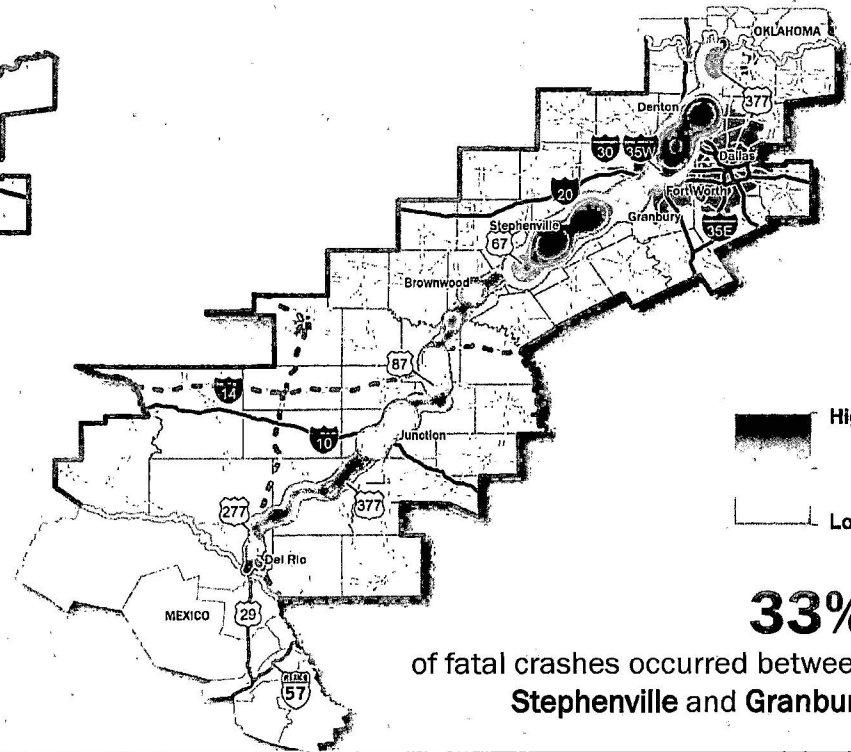 OKLAHOMA
377
Denton
30
35W
Dallas
20
Fort Worth
Stephenville
Granbury
67
35E
Brownwood
87
14
10
Junction
277
377
Del Rio
MEXICO
29
57
33%
of fatal crashes occurred betwee
Stephenville and Granbur